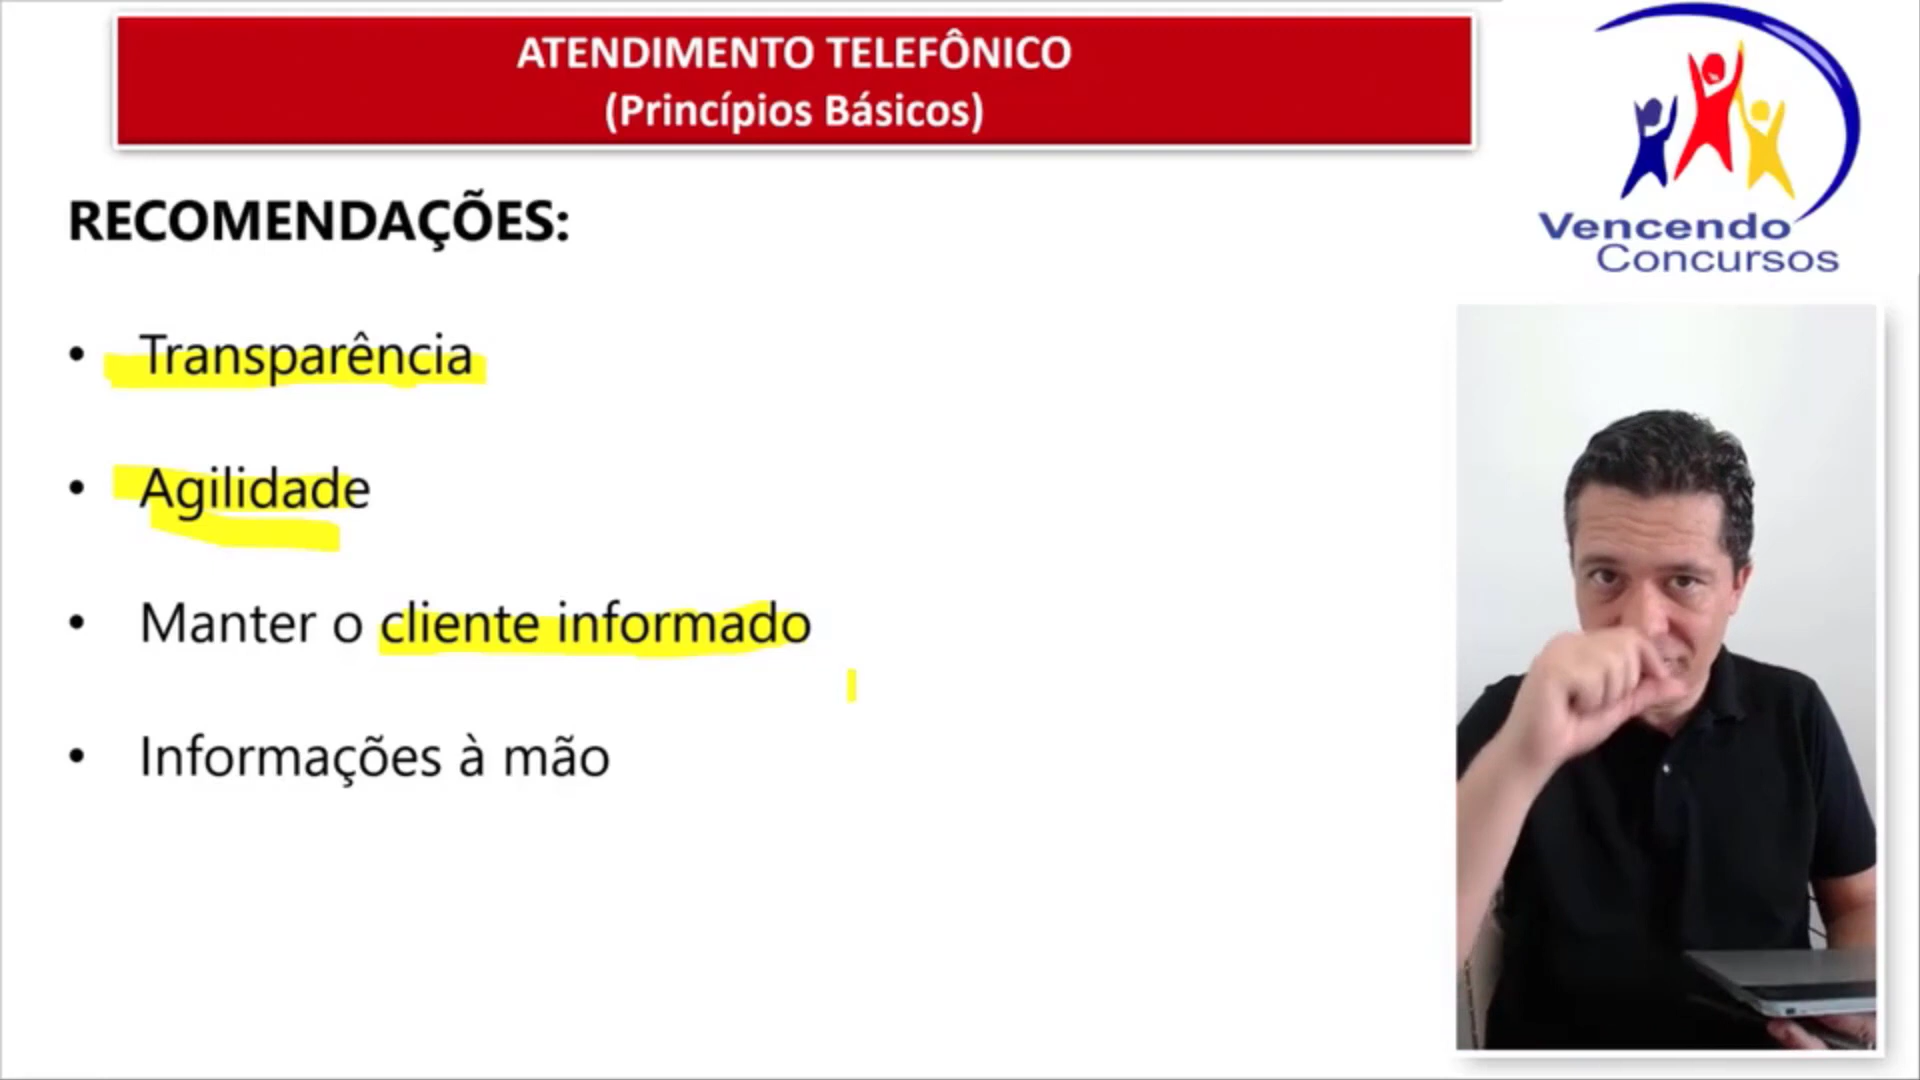 ATENDIMENTO TELEFÔNICO
(Princípios Básicos)
Vencendo
Concursos
RECOMENDAÇÕES:
• Transparência
• Agilidade
• Manter o cliente informado
• Informações à mão